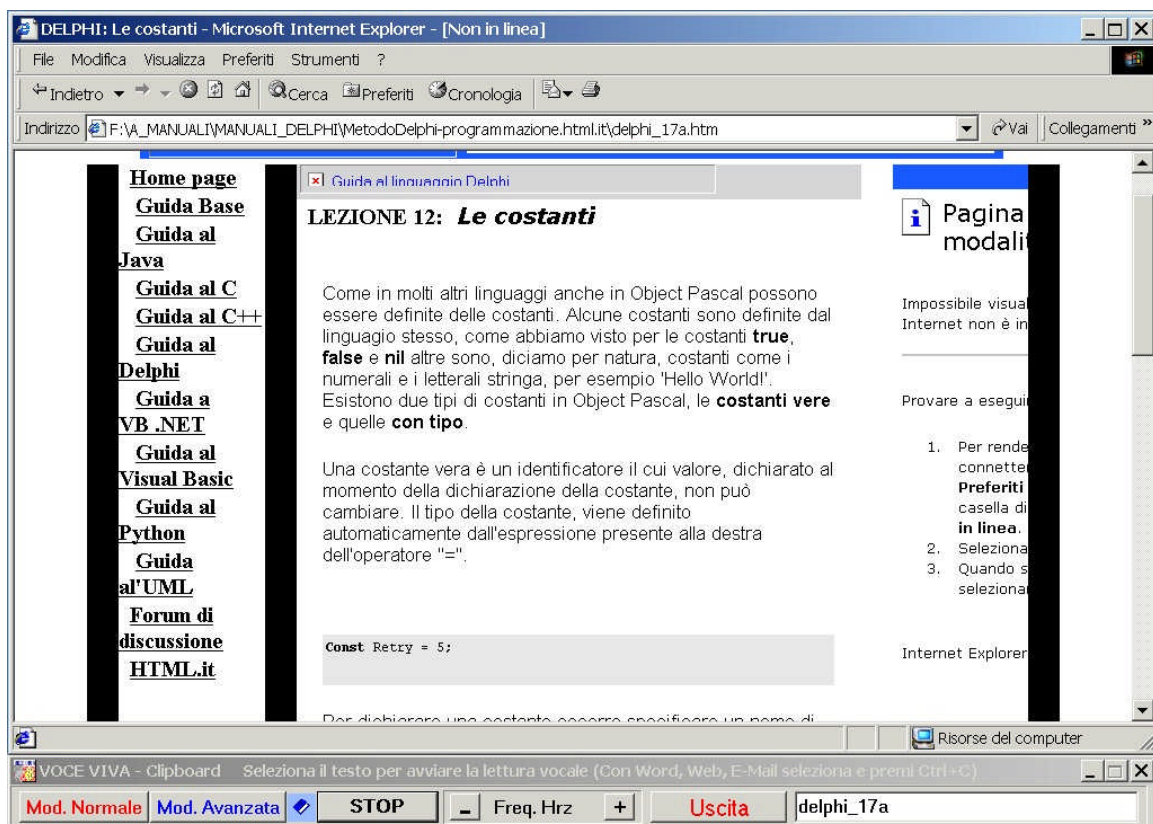 DELPHI: Le costanti - Microsoft Internet Explorer - [Non in linea]
File Modifica Visualizza Preferiti Strumenti ?
Indietro Cerca Preferiti Cronologia
Indirizzo F:\A_MANUALI\MANUALI_DELPHI\MetodoDelphi-programmazione.html.it\delphi_17a.htm Vai Collegamenti »
Home page
Guida Base
Guida al
Java
Guida al C
Guida al C++
Guida al
Delphi
Guida a
VB .NET
Guida al
Visual Basic
Guida al
Python
Guida
al'UML
Forum di
discussione
HTML.it
Guida al linguaggio Delphi
LEZIONE 12: Le costanti
Come in molti altri linguaggi anche in Object Pascal possono
essere definite delle costanti. Alcune costanti sono definite dal
linguagio stesso, come abbiamo visto per le costanti true,
false e nil altre sono, diciamo per natura, costanti come i
numerali e i letterali stringa, per esempio 'Hello World!'.
Esistono due tipi di costanti in Object Pascal, le costanti vere
e quelle con tipo.
Una costante vera è un identificatore il cui valore, dichiarato al
momento della dichiarazione della costante, non può
cambiare. Il tipo della costante, viene definito
automaticamente dall'espressione presente alla destra
dell'operatore "=".
Const Retry = 5;
Per dichiarare una costante occorre specificare un nome di
Pagina
modalit
Impossibile visual
Internet non è in
Provare a esegui
1. Per rende
connetter
Preferiti
casella di
in linea.
2. Seleziona
3. Quando s
seleziona
Internet Explorer
Risorse del computer
VOCE VIVA - Clipboard Seleziona il testo per avviare la lettura vocale (Con Word, Web, E-Mail seleziona e premi Ctrl+C)
Mod. Normale Mod. Avanzata STOP - Freq. Hrz + Uscita delphi_17a